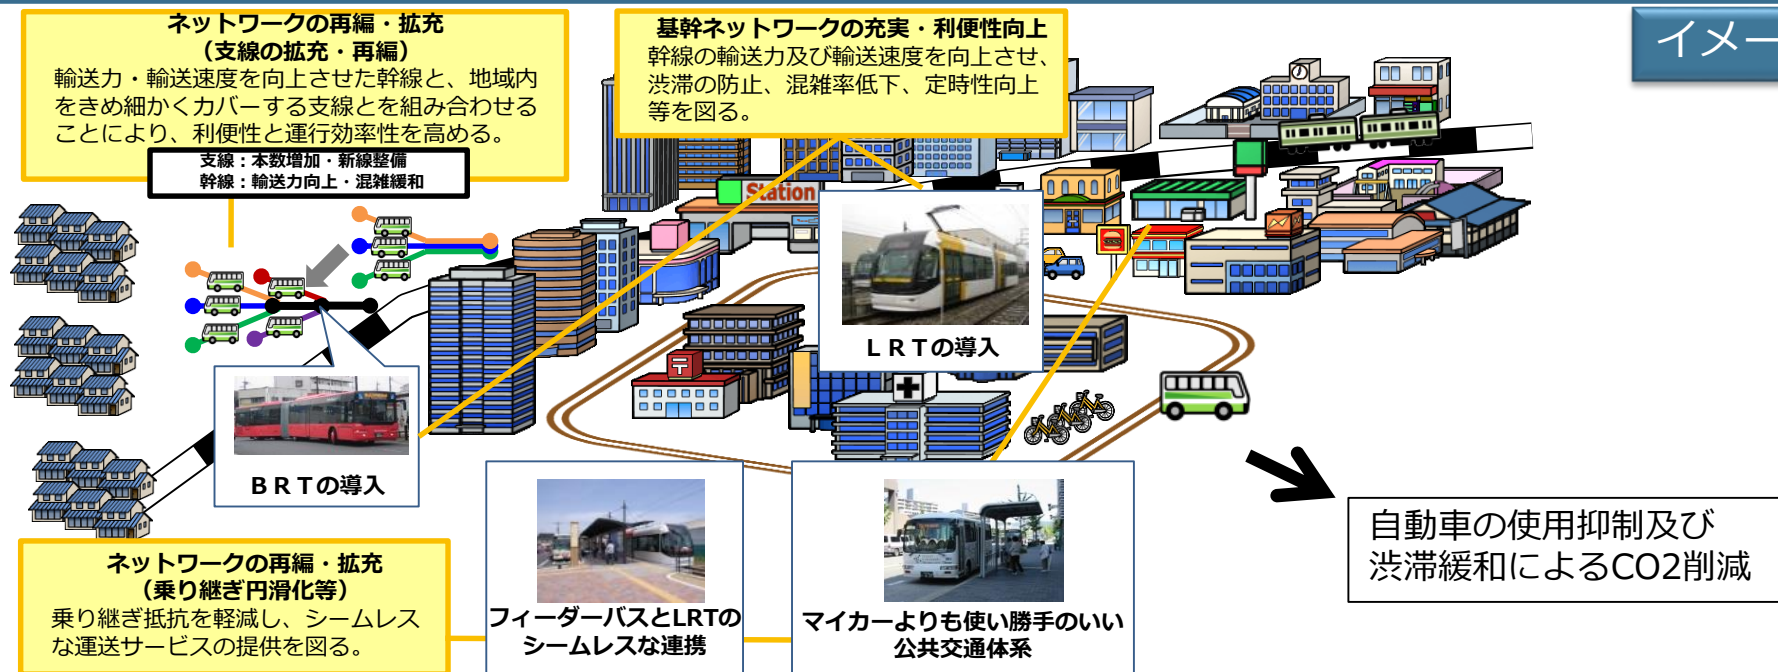 ネットワークの再編・拡充
（支線の拡充・再編）
輸送力・輸送速度を向上させた幹線と、地域内
をきめ細かくカバーする支線とを組み合わせる
ことにより、利便性と運行効率性を高める。
支線：本数増加・新線整備
幹線：輸送力向上・混雑緩和
基幹ネットワークの充実・利便性向上
幹線の輸送力及び輸送速度を向上させ、
渋滞の防止、混雑率低下、定時性向上
等を図る。
イメー
Station
ＬＲＴの導入
ＢＲＴの導入
ネットワークの再編・拡充
（乗り継ぎ円滑化等）
乗り継ぎ抵抗を軽減し、シームレス
な運送サービスの提供を図る。
フィーダーバスとLRTの
シームレスな連携
マイカーよりも使い勝手のいい
公共交通体系
自動車の使用抑制及び
渋滞緩和によるCO2削減